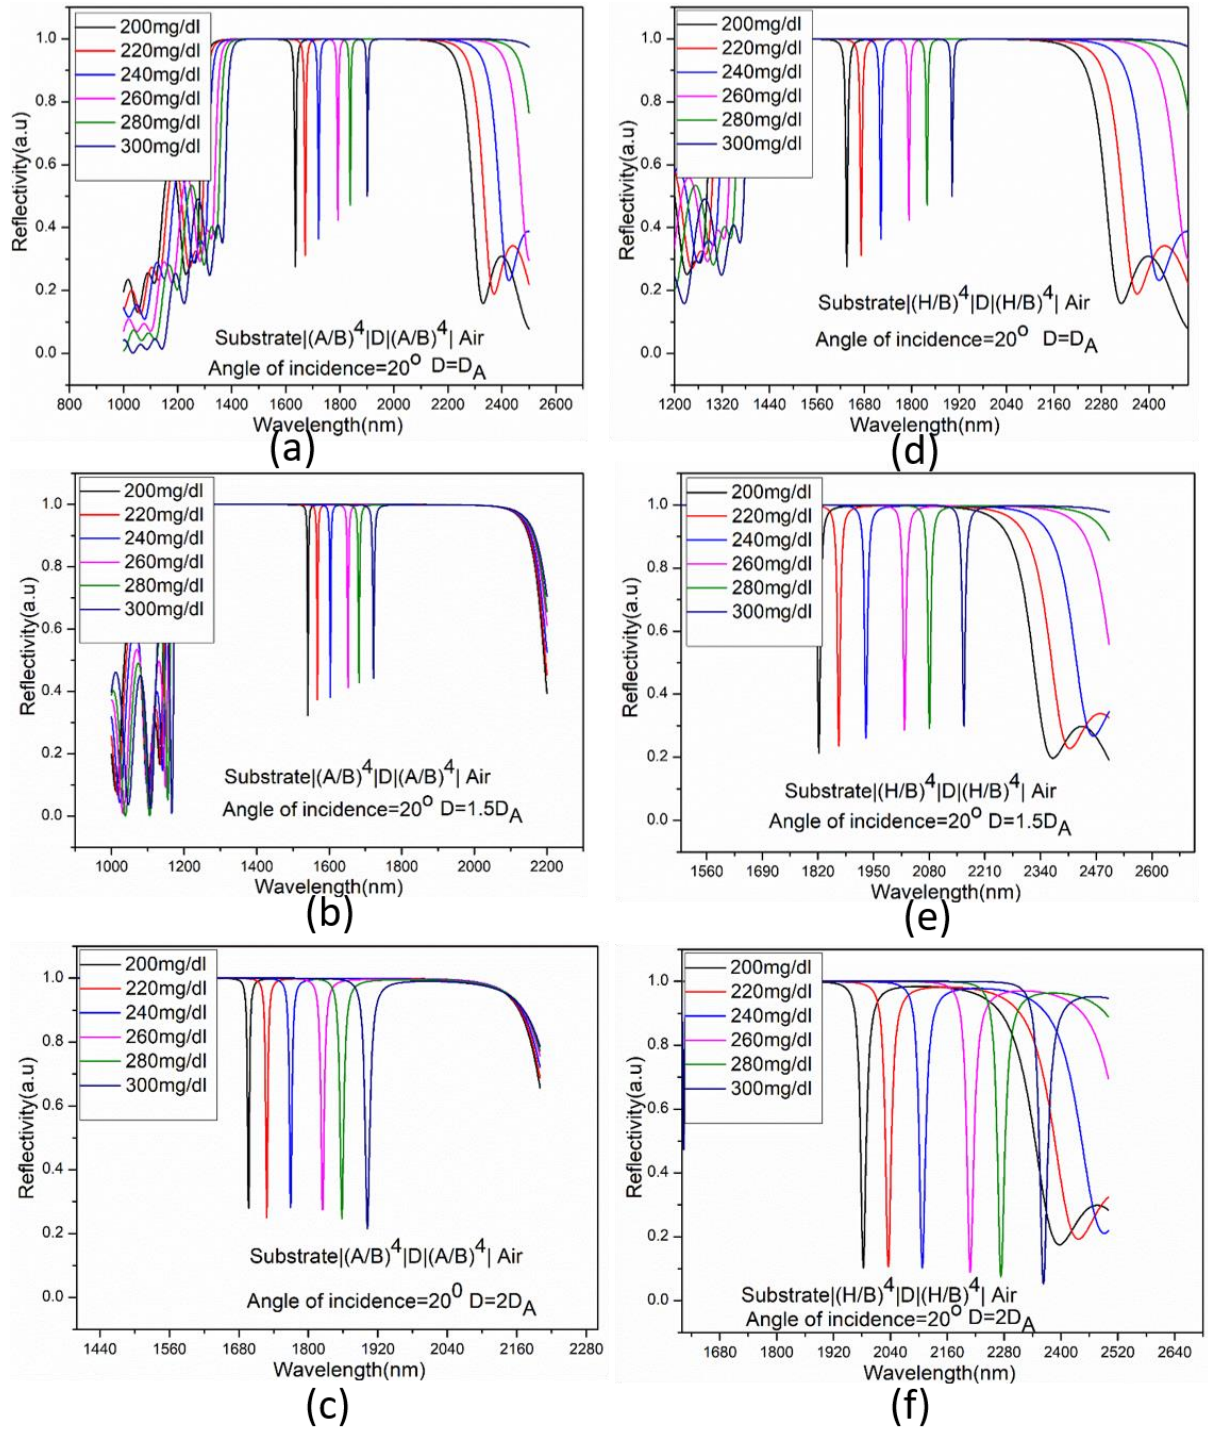 200mg/dl
220mg/dl
240mg/dl
260mg/dl
280mg/dl
300mg/dl
1.0
0.8
0.6
0.4
0.2
0.0
Reflectivity(a.u)
Substrate|(A/B)⁴|D|(A/B)⁴| Air
Angle of incidence=20° D=D_A
800 1000 1200 1400 1600 1800 2000 2200 2400 2600
Wavelength(nm)
(a)
200mg/dl
220mg/dl
240mg/dl
260mg/dl
280mg/dl
300mg/dl
1.0
0.8
0.6
0.4
0.2
0.0
Reflectivity(a.u)
Substrate|(H/B)⁴|D|(H/B)⁴| Air
Angle of incidence=20° D=D_A
1200 1320 1440 1560 1680 1800 1920 2040 2160 2280 2400
Wavelength(nm)
(d)
200mg/dl
220mg/dl
240mg/dl
260mg/dl
280mg/dl
300mg/dl
1.0
0.8
0.6
0.4
0.2
0.0
Reflectivity(a.u)
Substrate|(A/B)⁴|D|(A/B)⁴| Air
Angle of incidence=20° D=1.5D_A
1000 1200 1400 1600 1800 2000 2200
Wavelength(nm)
(b)
200mg/dl
220mg/dl
240mg/dl
260mg/dl
280mg/dl
300mg/dl
1.0
0.8
0.6
0.4
0.2
0.0
Reflectivity(a.u)
Substrate|(H/B)⁴|D|(H/B)⁴| Air
Angle of incidence=20° D=1.5D_A
1560 1690 1820 1950 2080 2210 2340 2470 2600
Wavelength(nm)
(e)
200mg/dl
220mg/dl
240mg/dl
260mg/dl
280mg/dl
300mg/dl
1.0
0.8
0.6
0.4
0.2
0.0
Reflectivity(a.u)
Substrate|(A/B)⁴|D|(A/B)⁴| Air
Angle of incidence=20⁰ D=2D_A
1440 1560 1680 1800 1920 2040 2160 2280
Wavelength(nm)
(c)
200mg/dl
220mg/dl
240mg/dl
260mg/dl
280mg/dl
300mg/dl
1.0
0.8
0.6
0.4
0.2
0.0
Reflectivity(a.u)
Substrate|(H/B)⁴|D|(H/B)⁴| Air
Angle of incidence=20° D=2D_A
1680 1800 1920 2040 2160 2280 2400 2520 2640
Wavelength(nm)
(f)